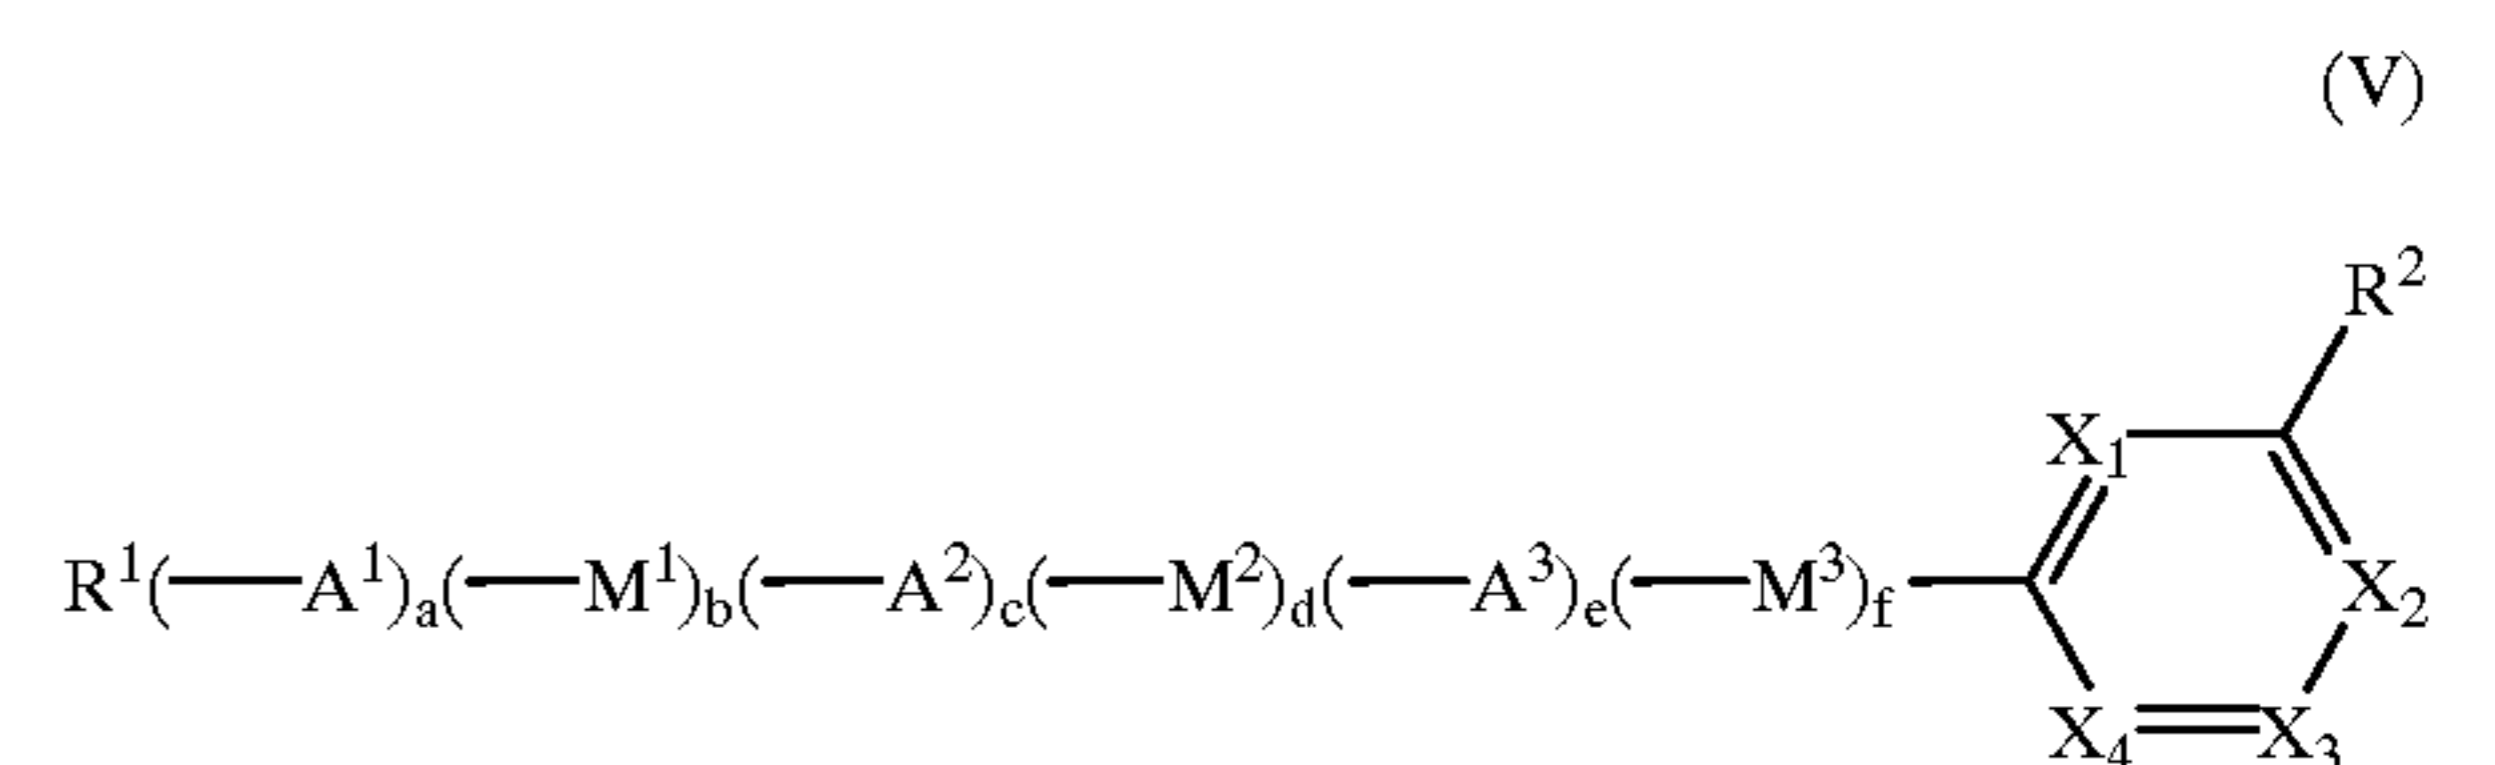 (V)
R²
X₁
R¹(—A¹)ₐ(—M¹)b(—A²)c(—M²)d(—A³)ₑ(—M³)f— X₂
X₄ X₃